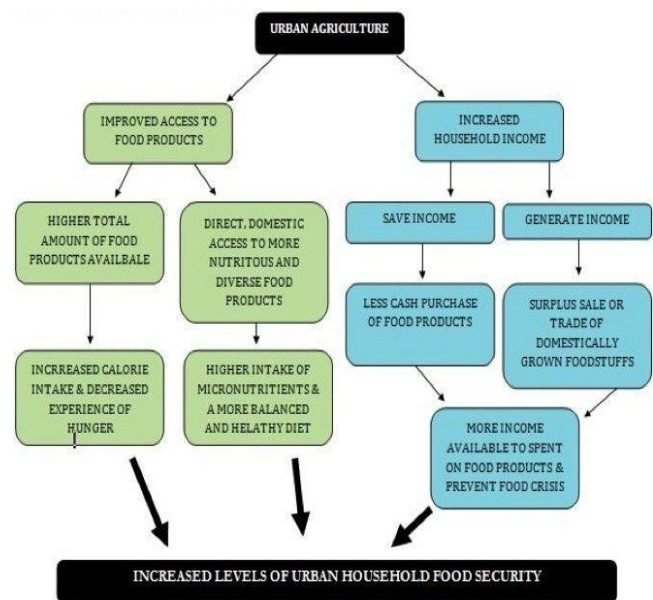 URBAN AGRICULTURE
IMPROVED ACCESS TO
FOOD PRODUCTS
INCREASED
HOUSEHOLD INCOME
HIGHER TOTAL
AMOUNT OF FOOD
PRODUCTS AVAILBALE
DIRECT, DOMESTIC
ACCESS TO MORE
NUTRITOUS AND
DIVERSE FOOD
PRODUCTS
SAVE INCOME
GENERATE INCOME
LESS CASH PURCHASE
OF FOOD PRODUCTS
SURPLUS SALE OR
TRADE OF
DOMESTICALLY
GROWN FOODSTUFFS
INCRREASED CALORIE
INTAKE & DECREASED
EXPERIENCE OF
HUNGER
HIGHER INTAKE OF
MICRONUTRITIENTS &
A MORE BALANCED
AND HELATHY DIET
MORE INCOME
AVAILABLE TO SPENT
ON FOOD PRODUCTS &
PREVENT FOOD CRISIS
INCREASED LEVELS OF URBAN HOUSEHOLD FOOD SECURITY